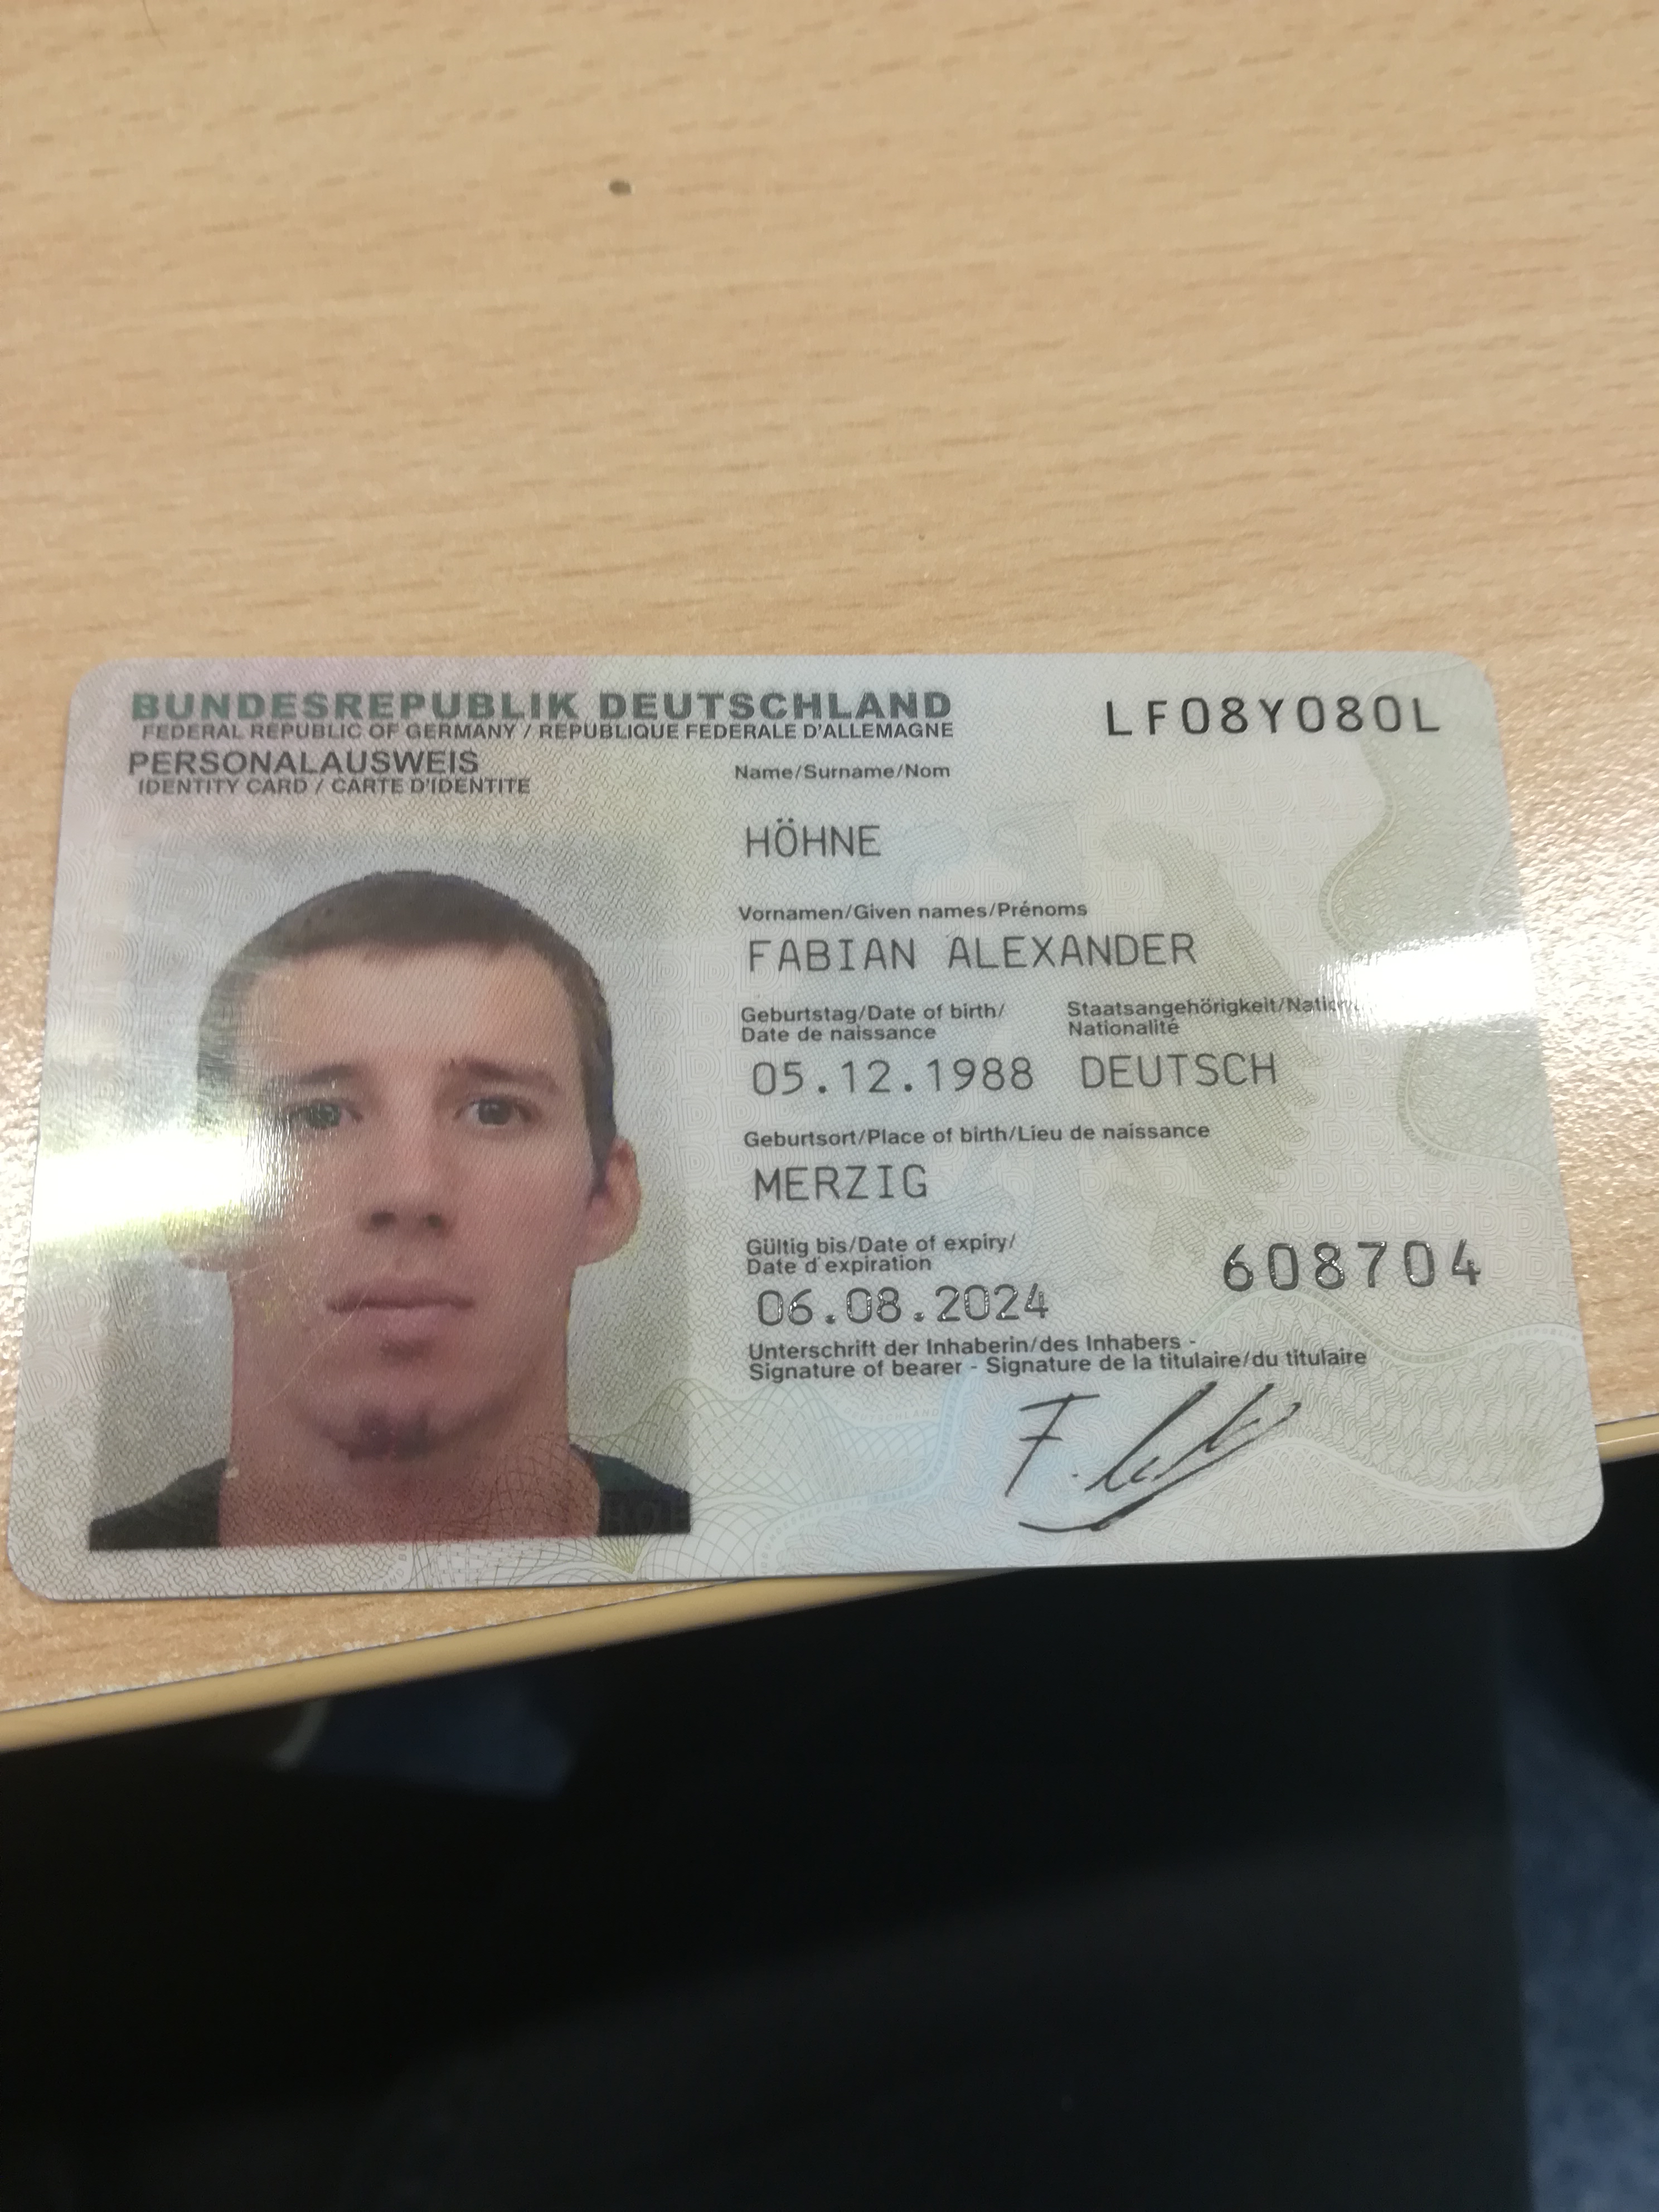 BUNDESREPUBLIK DEUTSCHLAND
FEDERAL REPUBLIC OF GERMANY / REPUBLIQUE FEDERALE D'ALLEMAGNE
LF08Y080L
PERSONALAUSWEIS
IDENTITY CARD / CARTE D'IDENTITE
Name/Surname/Nom
HÖHNE
Vornamen/Given names/Prénoms
FABIAN ALEXANDER
Geburtstag/Date of birth/
Date de naissance
Staatsangehörigkeit/
Nationalité
05.12.1988 DEUTSCH
Geburtsort/Place of birth/Lieu de naissance
MERZIG
Gültig bis/Date of expiry/
Date d'expiration
06.08.2024
608704
Unterschrift der Inhaberin/des Inhabers -
Signature of bearer - Signature de la titulaire/du titulaire